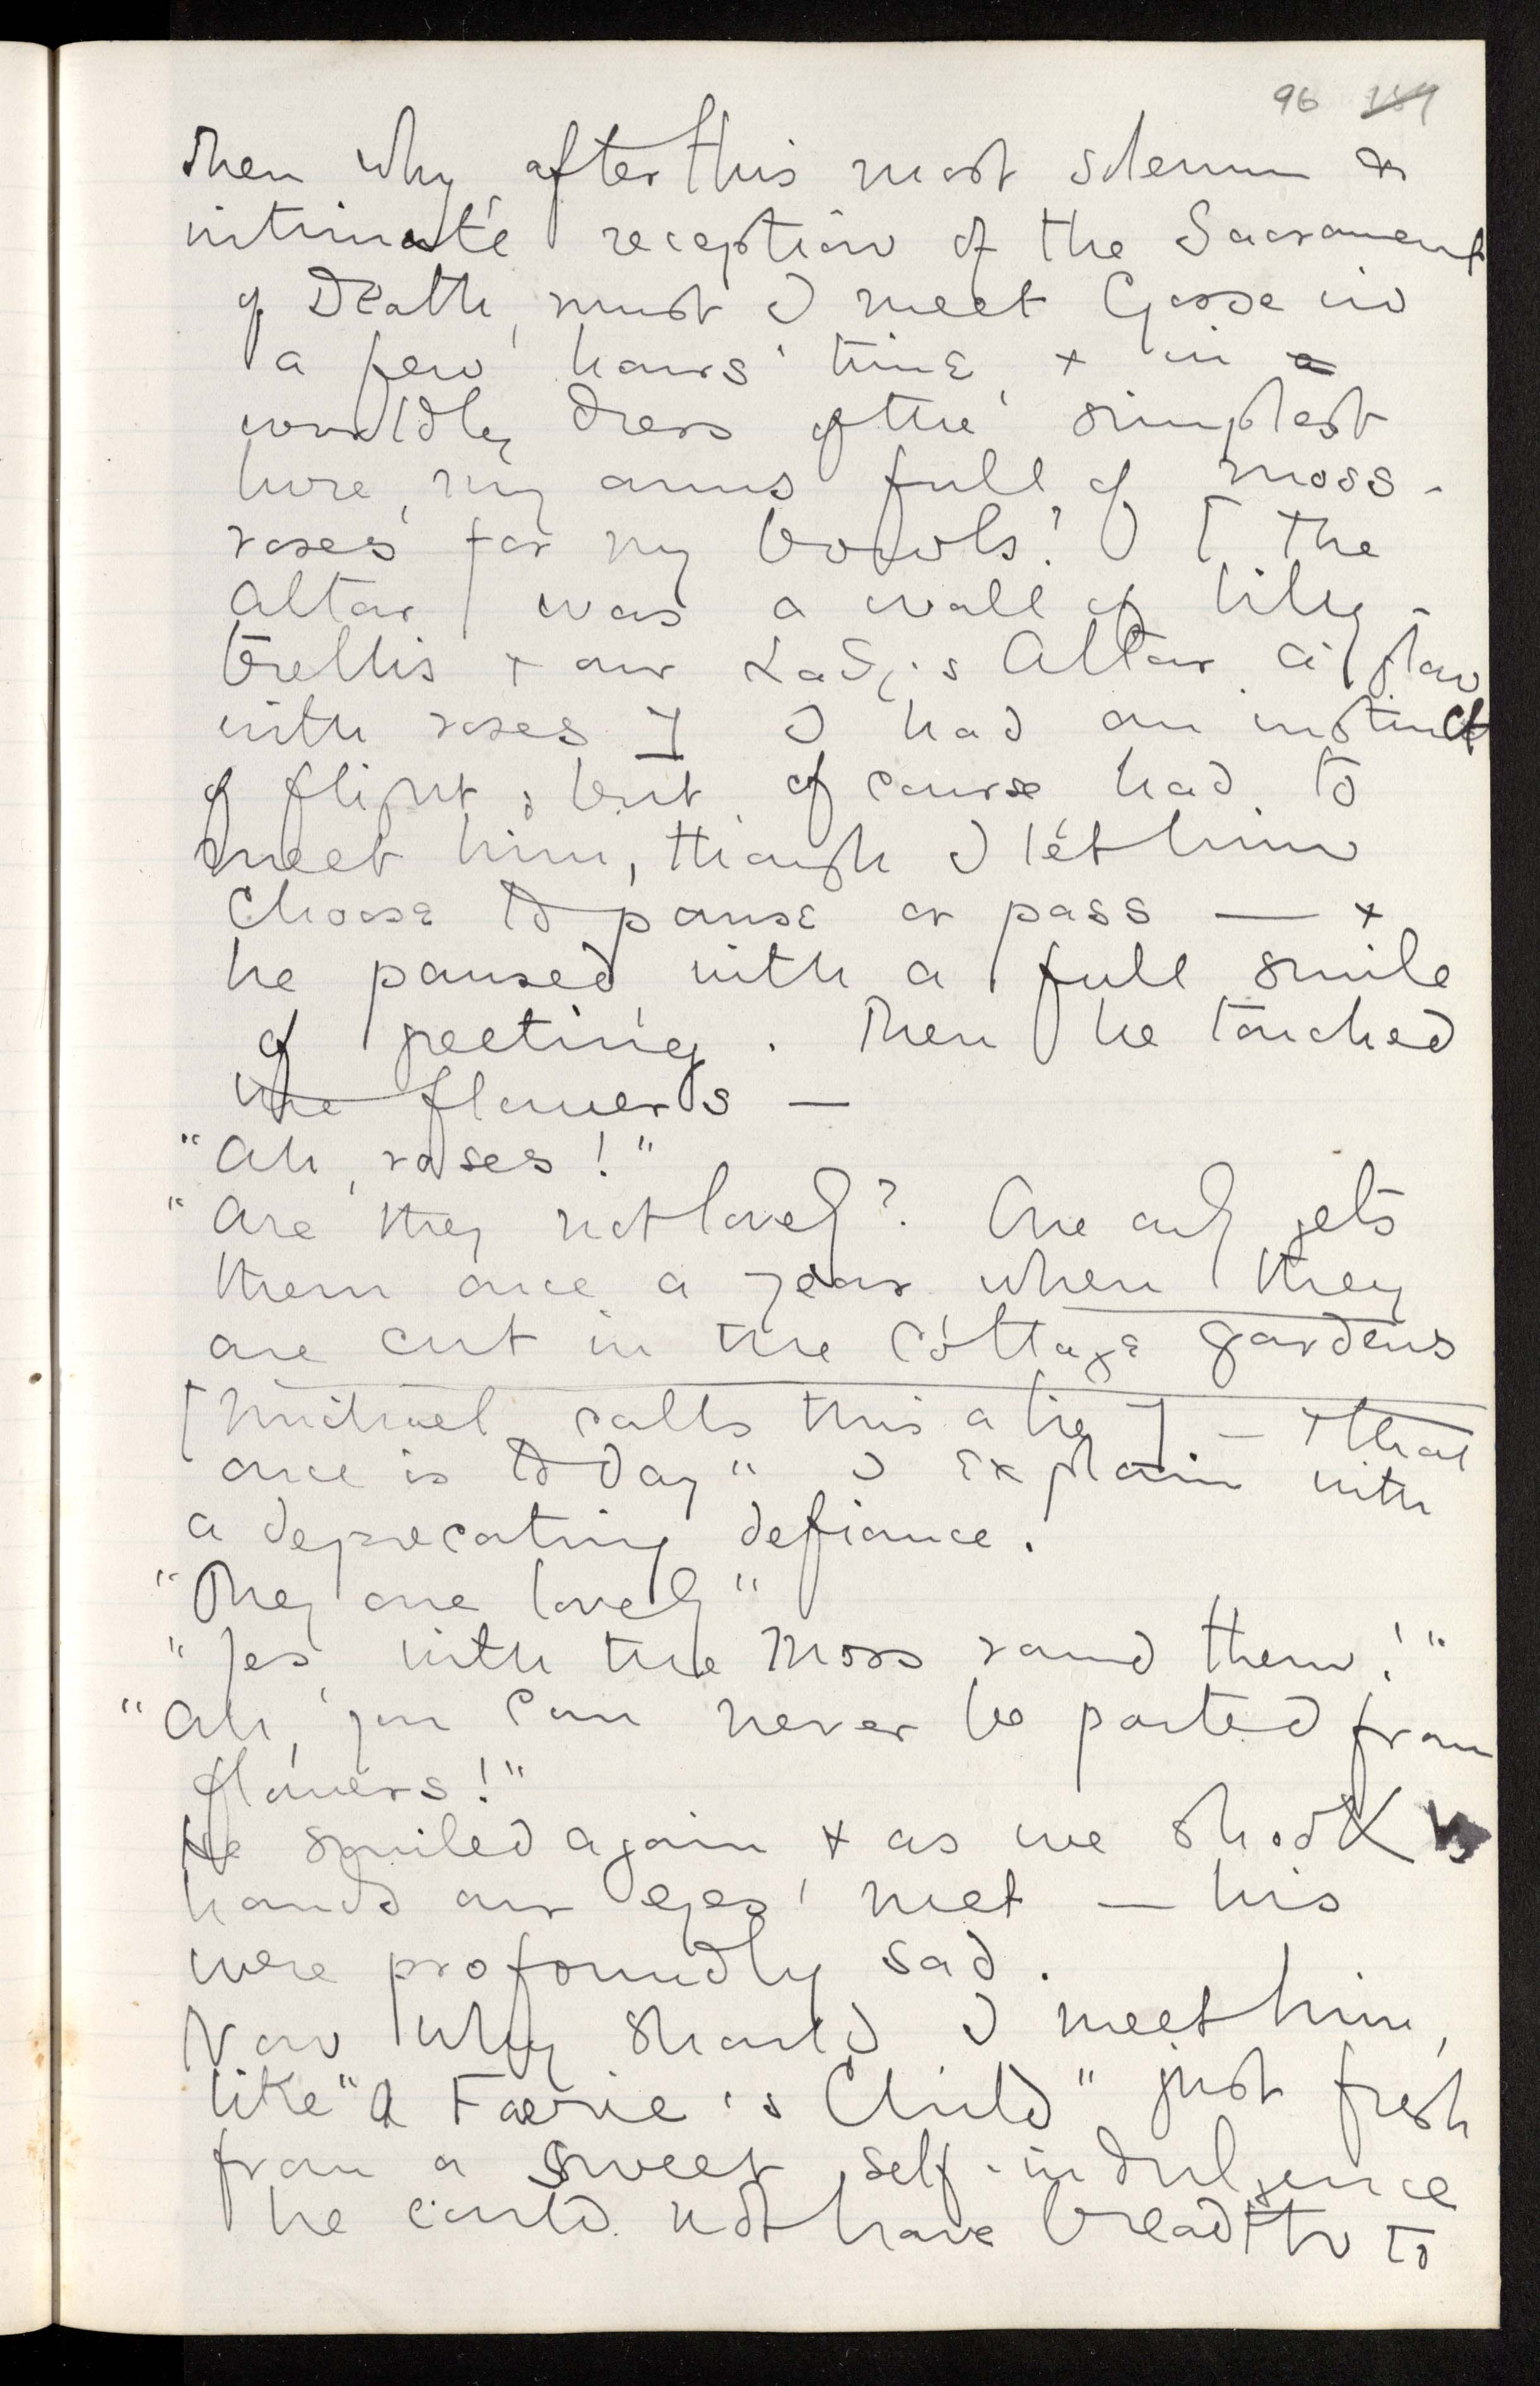 96 189
Then why, after this most solemn &
intimate reception of the Sacrament
of Death, must I meet Gosse in
a few hours' time, + in a
worldly dress of the simplest
here, my arms full of moss-
roses for my bowls? [The
Altar was a wall of lily-
trellis + our Lady's Altar a'flow
with roses] I had an instinct
of flight; but of course had to
meet him, though I let him
choose to pause or pass — +
he paused with a full smile
of greeting. Then he touched
the flowers —
"Ah, roses!"
"Are they not lovely? One only gets
them once a year when they
are cut in the cottage gardens
[Michael calls this a lie] — + that
once is today" I explain with
a deprecating defiance.
"They are lovely"
"Yes, with the moss round them!"
"Ah, you can never be parted from
flowers!"
He smiled again + as we shook
hands our eyes met — his
were profoundly sad.
Now why should I meet him,
like "A Faerie's Child" just fresh
from a sweet self-indulgence
he could not have breadth to